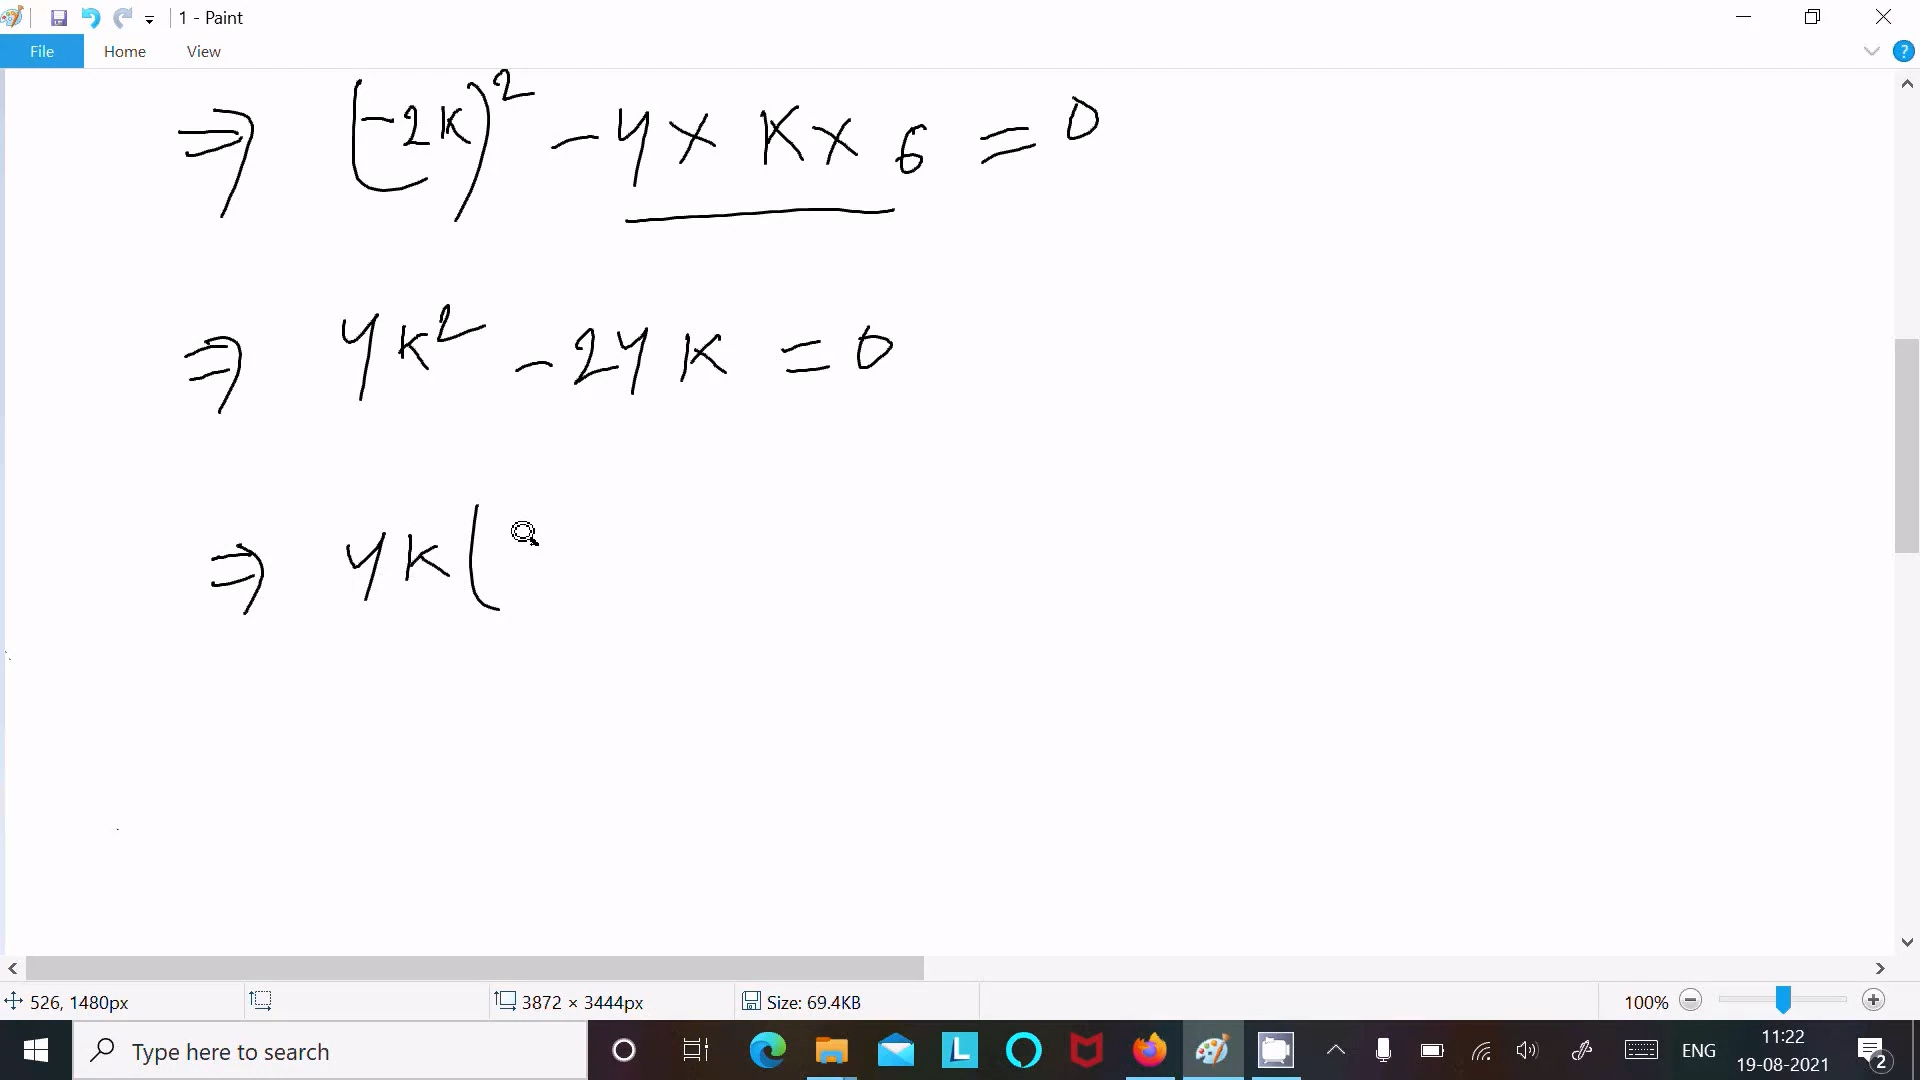 1 - Paint
File Home View
⇒ (-2K)² - 4 × K × 6 = 0
⇒ 4K² - 24K = 0
⇒ 4K(
526, 1480px 3872 × 3444px Size: 69.4KB 100%
Type here to search L ENG 11:22
19-08-2021 2